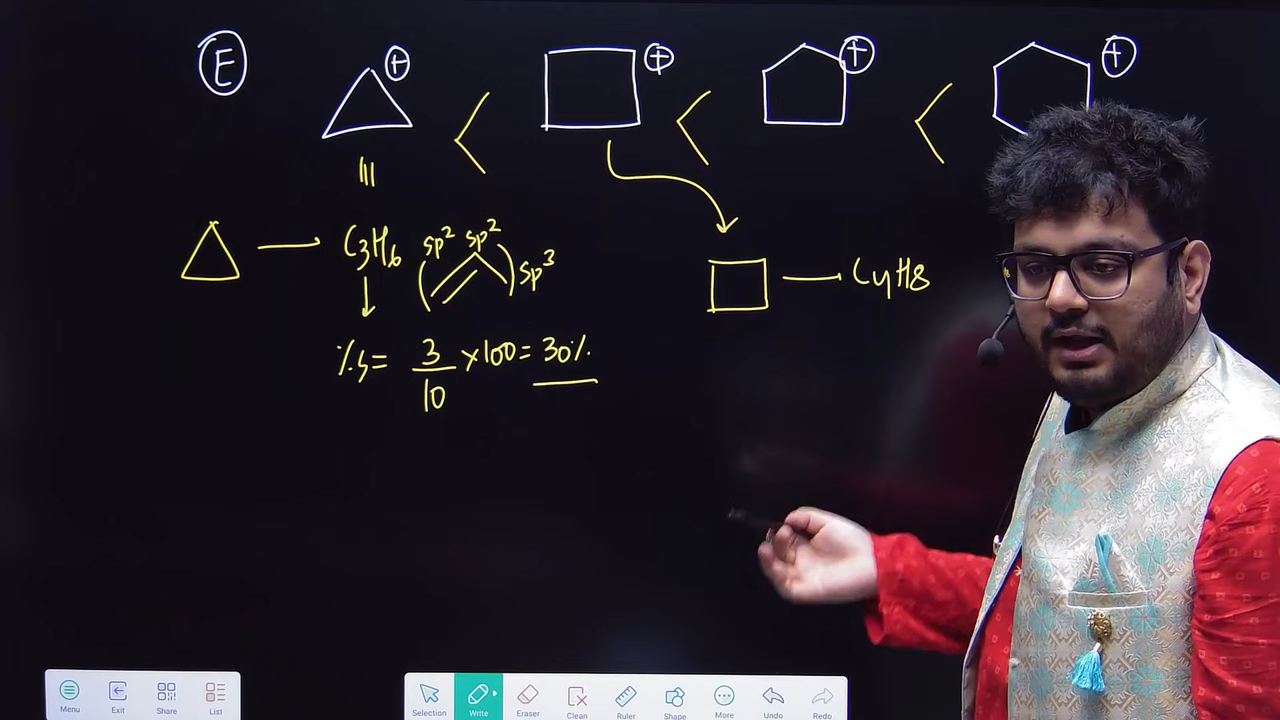 E
⊕ < ⊕ < ⊕ < ⊕
|||
→ C3H6 ( sp² sp² ) sp³
→ C4H8
%s = 3/10 ×100 = 30%
Menu Exit Share List
Selection Write Eraser Clean Ruler Shape More Undo Redo